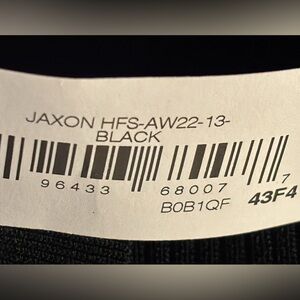 JAXON HFS-AW22-13-
BLACK
96433 68007 7
B0B1QF 43F4